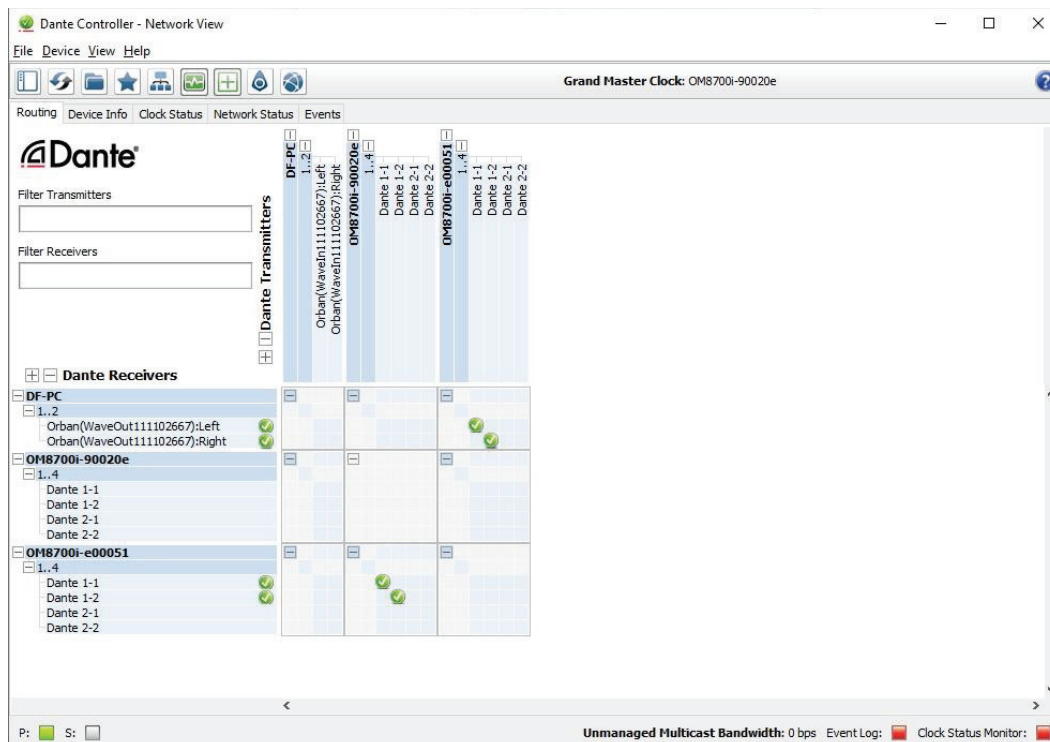 Dante Controller - Network View
File Device View Help
Grand Master Clock: OM8700i-90020e
?
Routing Device Info Clock Status Network Status Events
Dante
Filter Transmitters
Filter Receivers
Dante Transmitters
DF-PC
1..2
Orban(WaveIn111102667):Left
Orban(WaveIn111102667):Right
OM8700i-90020e
1..4
Dante 1-1
Dante 1-2
Dante 2-1
Dante 2-2
OM8700i-e00051
1..4
Dante 1-1
Dante 1-2
Dante 2-1
Dante 2-2
Dante Receivers
DF-PC
1..2
Orban(WaveOut111102667):Left
Orban(WaveOut111102667):Right
OM8700i-90020e
1..4
Dante 1-1
Dante 1-2
Dante 2-1
Dante 2-2
OM8700i-e00051
1..4
Dante 1-1
Dante 1-2
Dante 2-1
Dante 2-2
P: S: Unmanaged Multicast Bandwidth: 0 bps Event Log: Clock Status Monitor: